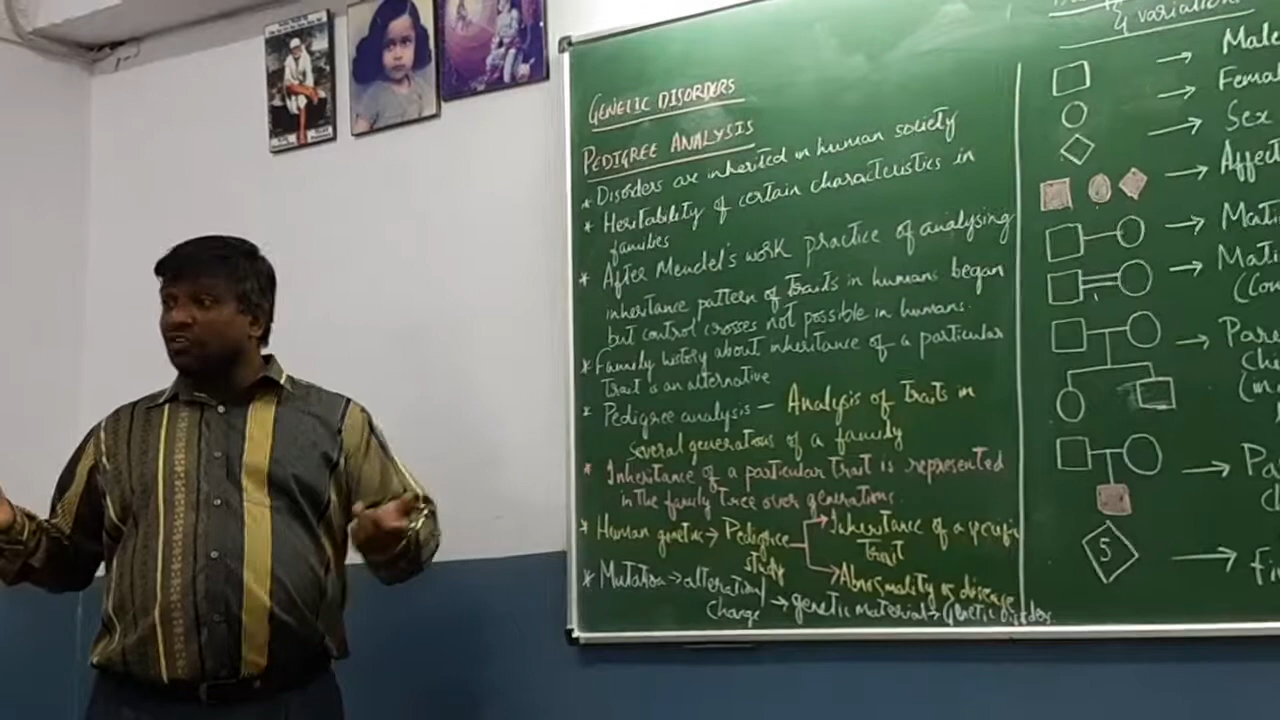 GENETIC DISORDERS
PEDIGREE ANALYSIS
* Disorders are inherited in human society
* Heritability of certain characteristics in
families
* After Mendel's work practice of analysing
inheritance pattern of traits in humans began
but control crosses not possible in humans.
* Family history about inheritance of a particular
trait is an alternative
* Pedigree analysis – Analysis of traits in
several generations of a family
* Inheritance of a particular trait is represented
in the family tree over generations.
* Human genetics → Pedigree study → Inheritance of a specific
trait
→ Abnormality or disease
* Mutation → alteration/
change → genetic material → Genetic Disorders
& variation
→ Male
→ Femal
→ Sex
→ Affect
→ Mati
→ Mati
(Con
→ Pare
(chi
(in
→ Pa
5 → Fi